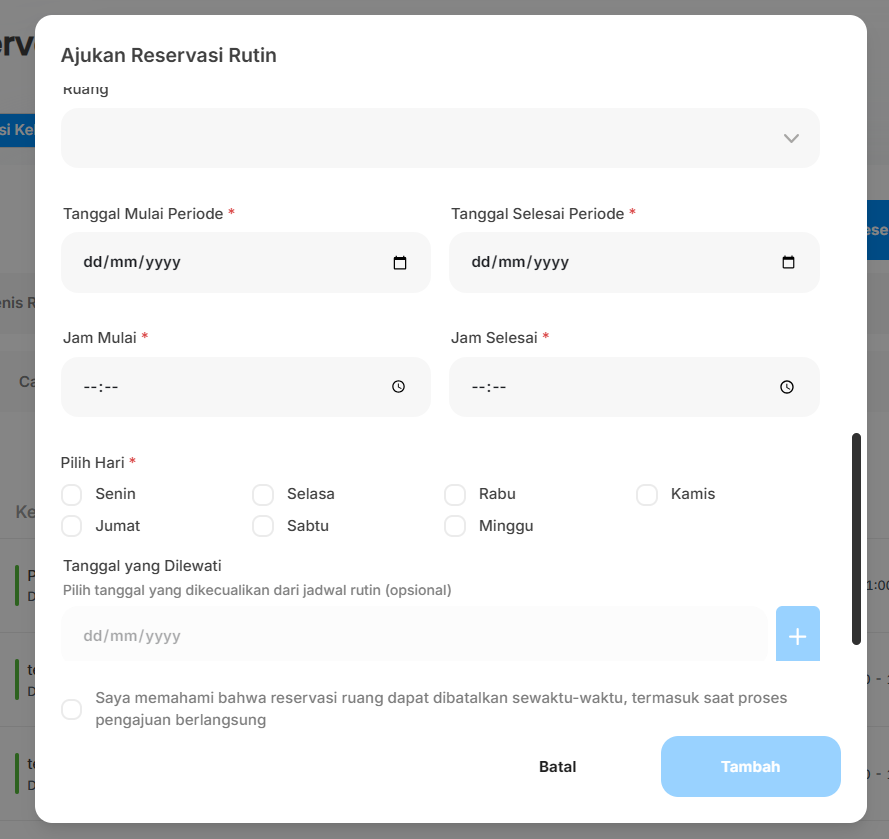 Ajukan Reservasi Rutin
Ruang
Tanggal Mulai Periode * Tanggal Selesai Periode *
dd/mm/yyyy dd/mm/yyyy
Jam Mulai * Jam Selesai *
--:-- --:--
Pilih Hari *
Senin Selasa Rabu Kamis
Jumat Sabtu Minggu
Tanggal yang Dilewati
Pilih tanggal yang dikecualikan dari jadwal rutin (opsional)
dd/mm/yyyy +
Saya memahami bahwa reservasi ruang dapat dibatalkan sewaktu-waktu, termasuk saat proses
pengajuan berlangsung
Batal Tambah